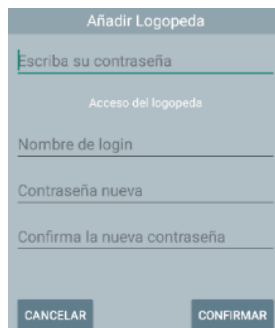 Añadir Logopeda
Escriba su contraseña
Acceso del logopeda
Nombre de login
Contraseña nueva
Confirma la nueva contraseña
CANCELAR
CONFIRMAR